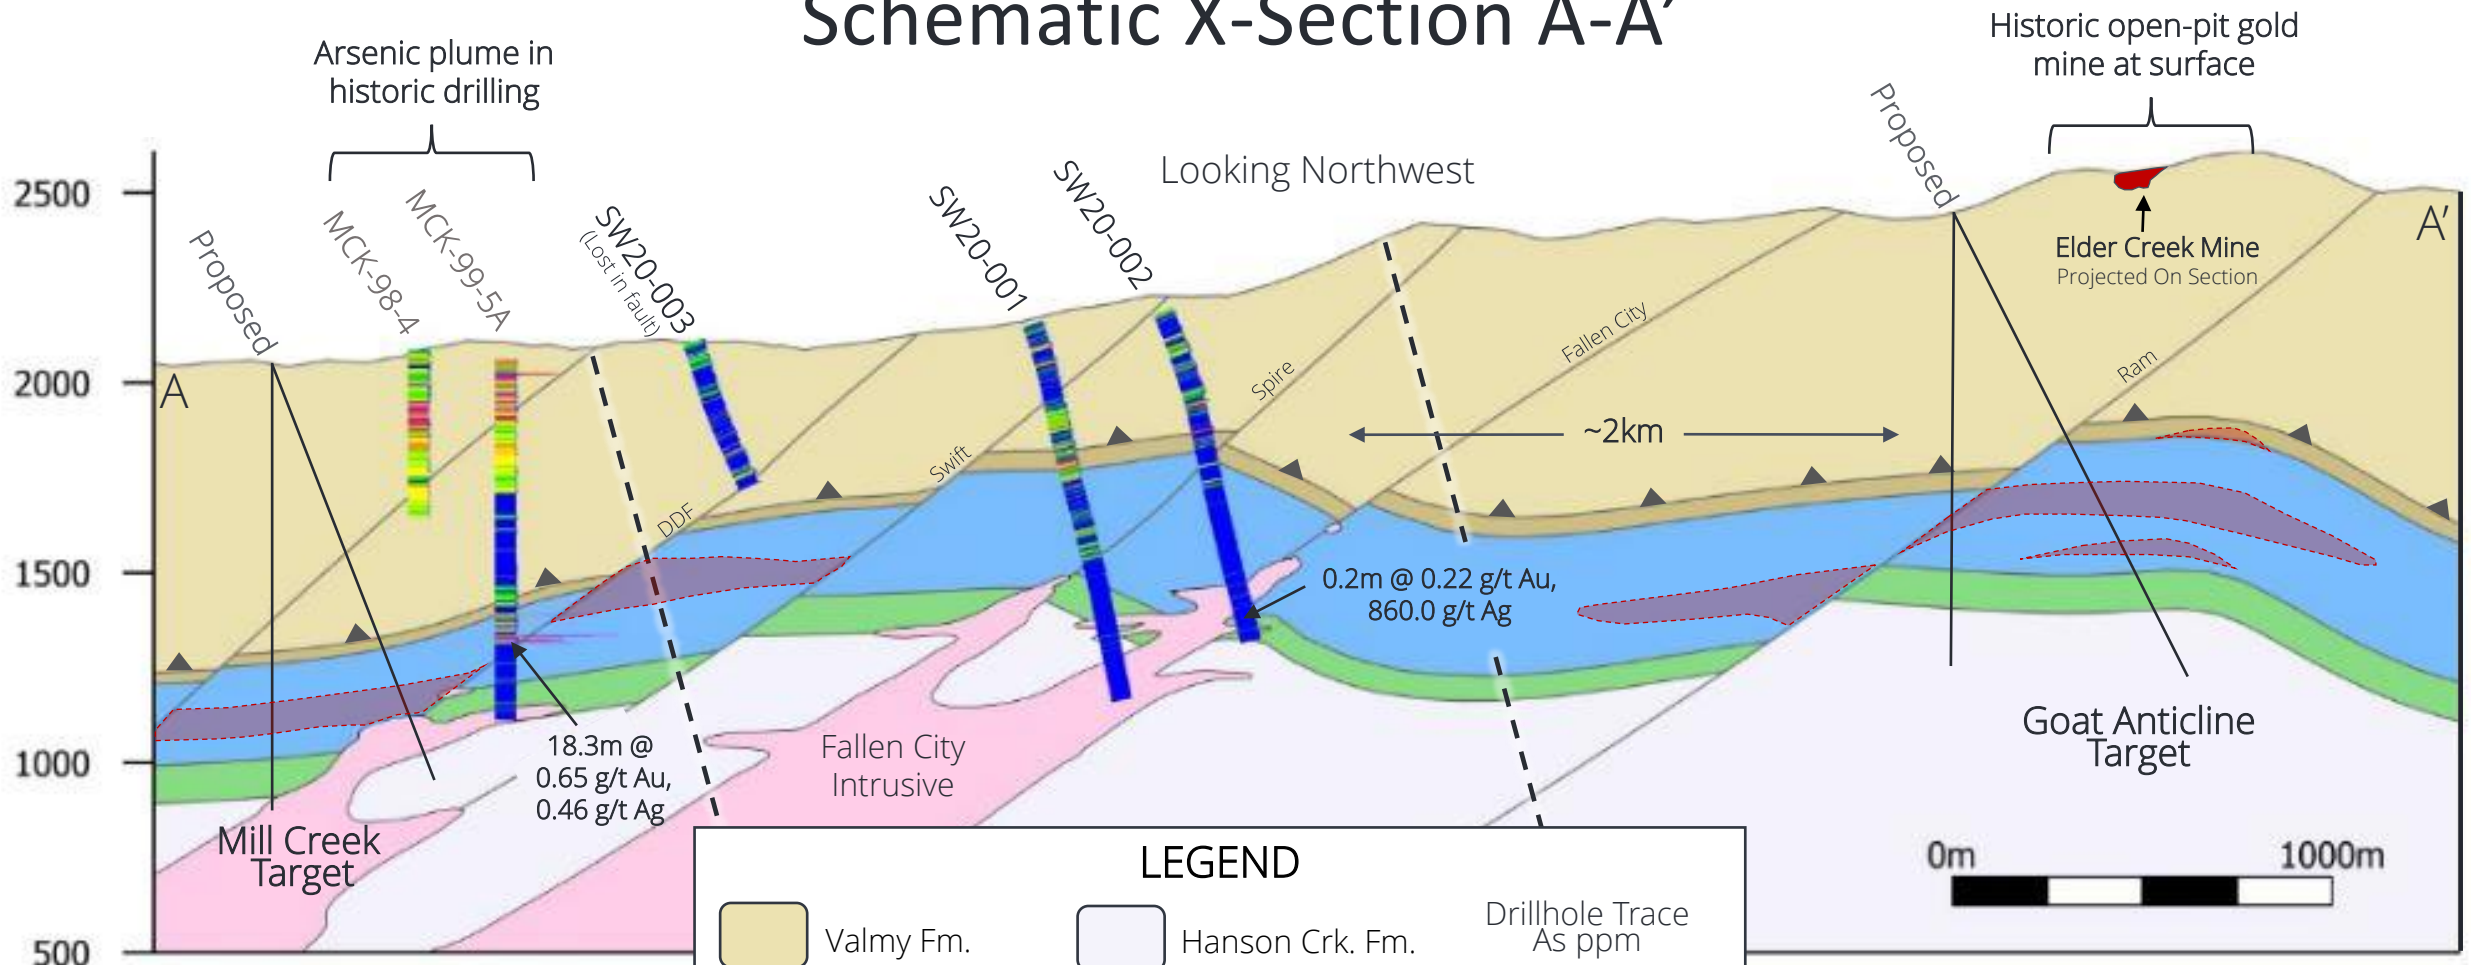 Schematic X-Section A-A'
Arsenic plume in
historic drilling
Historic open-pit gold
mine at surface
Looking Northwest
2500
2000
1500
1000
500
A
A'
Proposed
MCK-98-4
MCK-99-5A
SW20-003
(Lost in fault)
SW20-001
SW20-002
Proposed
Elder Creek Mine
Projected On Section
DDF
Swift
Spire
Fallen City
Ram
~2km
0.2m @ 0.22 g/t Au,
860.0 g/t Ag
18.3m @
0.65 g/t Au,
0.46 g/t Ag
Fallen City
Intrusive
Mill Creek
Target
Goat Anticline
Target
0m
1000m
LEGEND
Valmy Fm.
Hanson Crk. Fm.
Drillhole Trace
As ppm